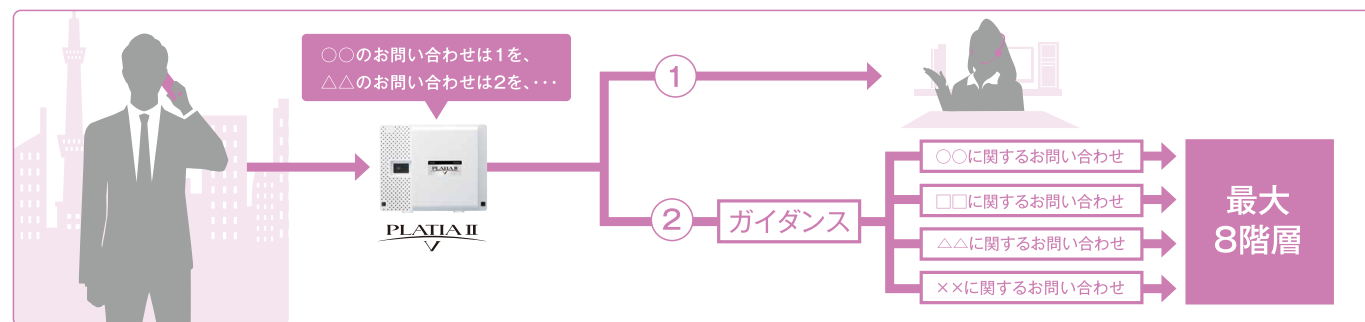 ○○のお問い合わせは1を、
△△のお問い合わせは2を、・・・
PLATIA II
PLATIA II
1
2
ガイダンス
○○に関するお問い合わせ
□□に関するお問い合わせ
△△に関するお問い合わせ
××に関するお問い合わせ
最大
8階層